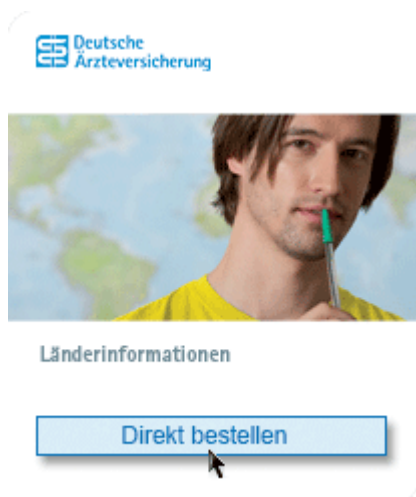 Deutsche
Ärzteversicherung
Länderinformationen
Direkt bestellen